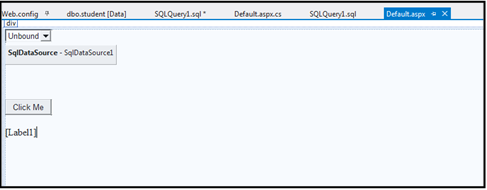 Web.config dbo.student [Data] SQLQuery1.sql * Default.aspx.cs SQLQuery1.sql Default.aspx
div
Unbound
SqlDataSource - SqlDataSource1
Click Me
[Label1]